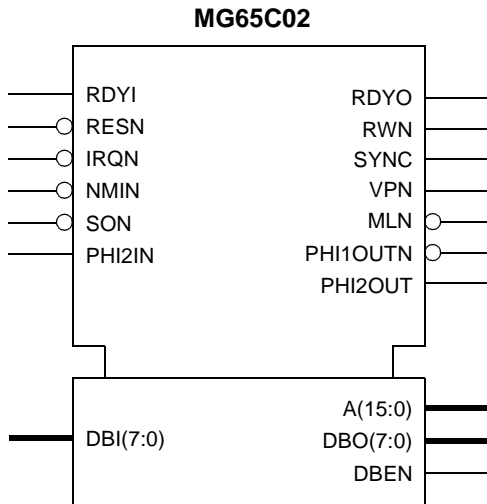 MG65C02
RDYI
RESN
IRQN
NMIN
SON
PHI2IN
RDYO
RWN
SYNC
VPN
MLN
PHI1OUTN
PHI2OUT
DBI(7:0)
A(15:0)
DBO(7:0)
DBEN